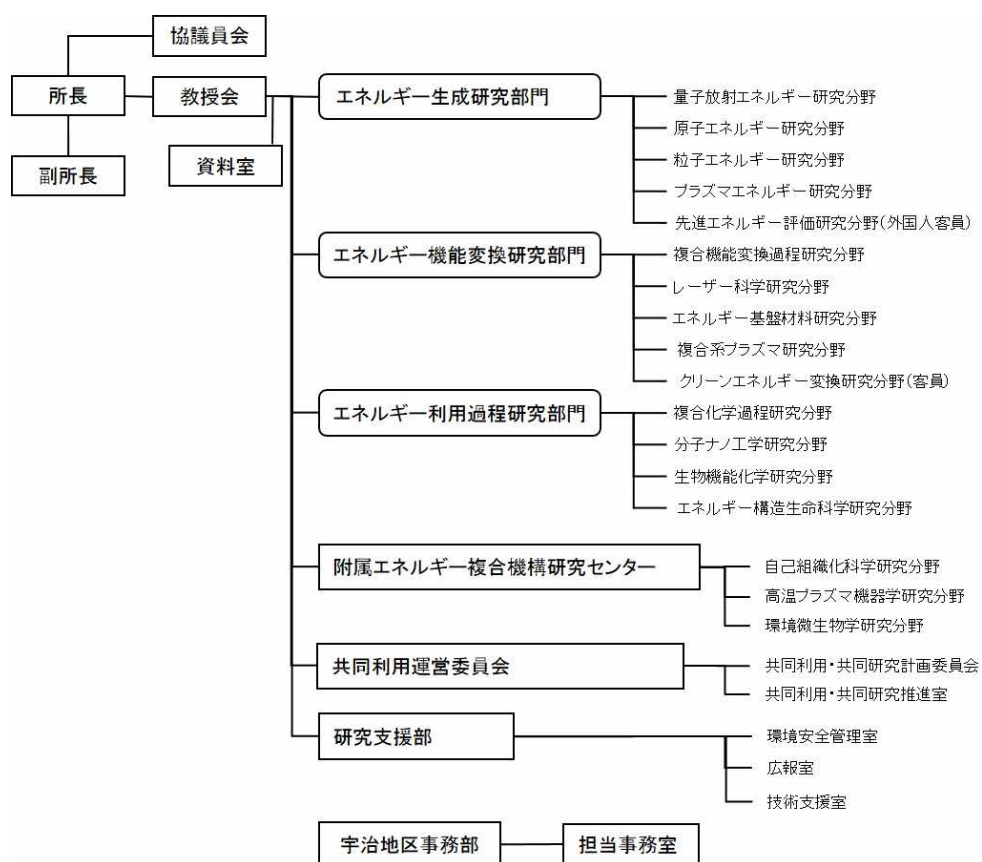 協議員会
所長
教授会
副所長
資料室
エネルギー生成研究部門
量子放射エネルギー研究分野
原子エネルギー研究分野
粒子エネルギー研究分野
プラズマエネルギー研究分野
先進エネルギー評価研究分野(外国人客員)
エネルギー機能変換研究部門
複合機能変換過程研究分野
レーザー科学研究分野
エネルギー基盤材料研究分野
複合系プラズマ研究分野
クリーンエネルギー変換研究分野(客員)
エネルギー利用過程研究部門
複合化学過程研究分野
分子ナノ工学研究分野
生物機能化学研究分野
エネルギー構造生命科学研究分野
附属エネルギー複合機構研究センター
自己組織化科学研究分野
高温プラズマ機器学研究分野
環境微生物学研究分野
共同利用運営委員会
共同利用・共同研究計画委員会
共同利用・共同研究推進室
研究支援部
環境安全管理室
広報室
技術支援室
宇治地区事務部
担当事務室